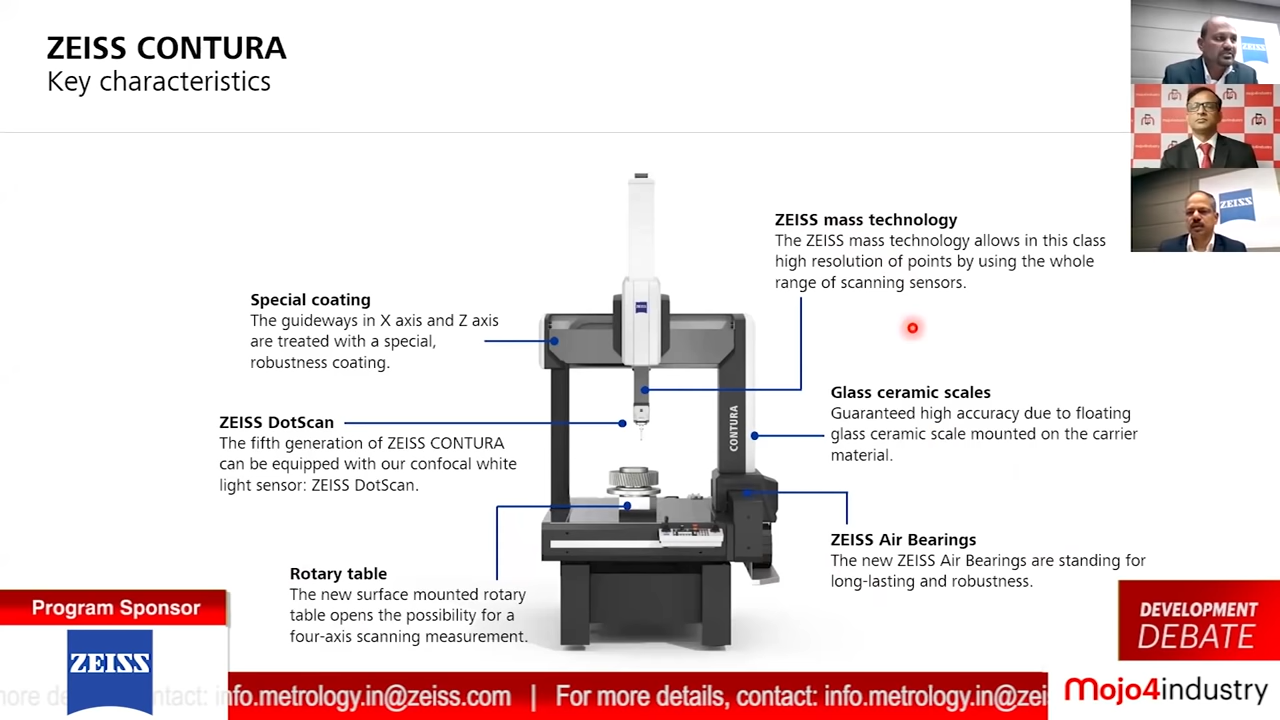 ZEISS CONTURA
Key characteristics
ZEISS
ZEISS
ZEISS mass technology
The ZEISS mass technology allows in this class
high resolution of points by using the whole
range of scanning sensors.
Special coating
The guideways in X axis and Z axis
are treated with a special,
robustness coating.
ZEISS
Glass ceramic scales
Guaranteed high accuracy due to floating
glass ceramic scale mounted on the carrier
material.
CONTURA
ZEISS DotScan
The fifth generation of ZEISS CONTURA
can be equipped with our confocal white
light sensor: ZEISS DotScan.
ZEISS Air Bearings
The new ZEISS Air Bearings are standing for
long-lasting and robustness.
Rotary table
The new surface mounted rotary
table opens the possibility for a
four-axis scanning measurement.
Program Sponsor
ZEISS
DEVELOPMENT
DEBATE
contact: info.metrology.in@zeiss.com | For more details, contact: info.metrology.in@zei
Mojo4industry